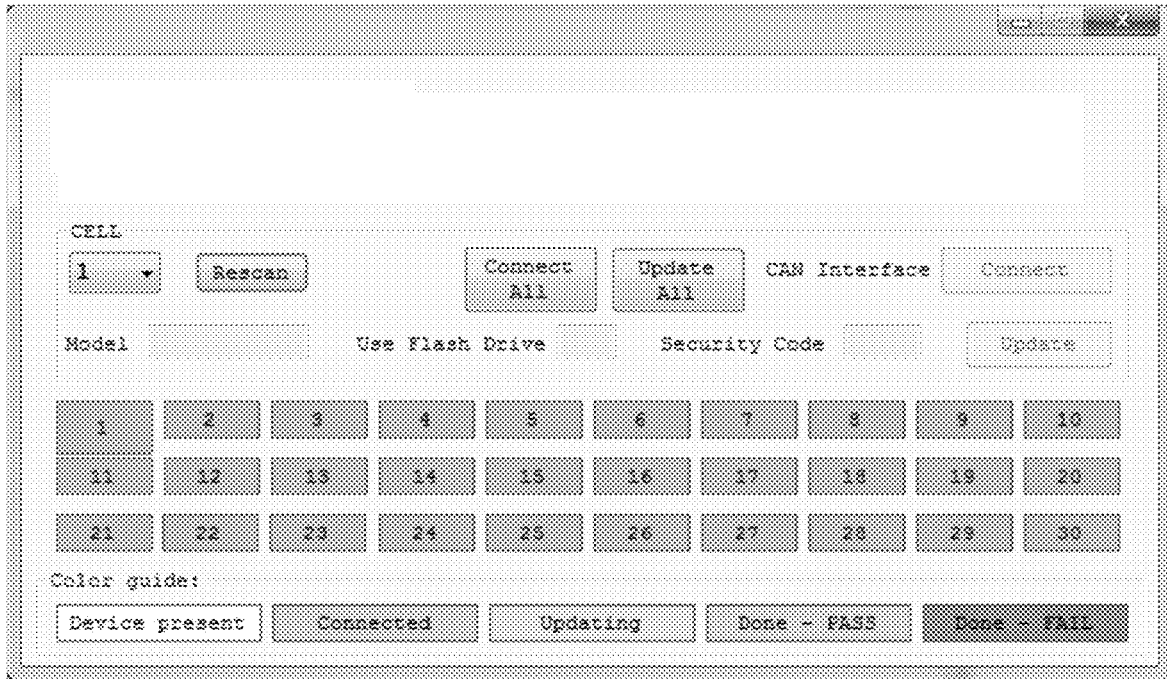 X
CELL
1 Rescan Connect All Update All CAN Interface Connect
Model Use Flash Drive Security Code Update
1 2 3 4 5 6 7 8 9 10
11 12 13 14 15 16 17 18 19 20
21 22 23 24 25 26 27 28 29 30
Color guide:
Device present Connected Updating Done - PASS Done - FAIL